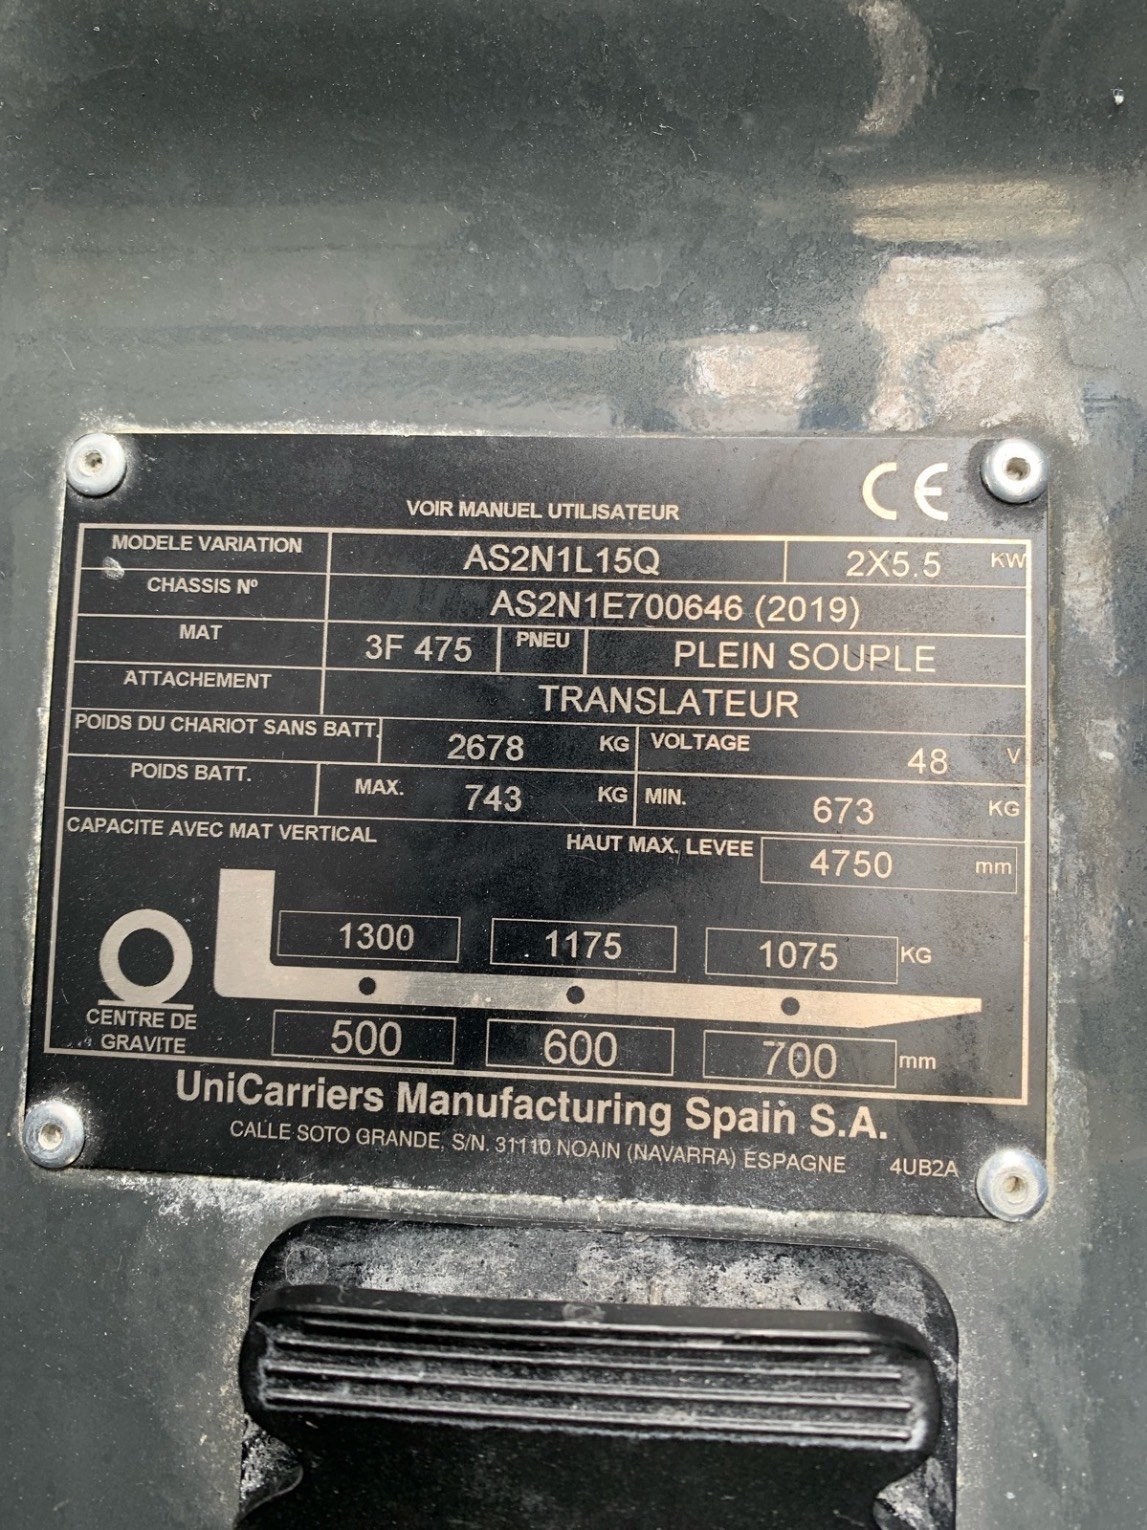 CE
VOIR MANUEL UTILISATEUR
MODELE VARIATION AS2N1L15Q 2X5.5 KW
CHASSIS Nº AS2N1E700646 (2019)
MAT 3F 475 PNEU PLEIN SOUPLE
ATTACHEMENT TRANSLATEUR
POIDS DU CHARIOT SANS BATT. 2678 KG VOLTAGE 48 V
POIDS BATT. MAX. 743 KG MIN. 673 KG
CAPACITE AVEC MAT VERTICAL HAUT MAX. LEVEE 4750 mm
1300 1175 1075 KG
CENTRE DE
GRAVITE
500 600 700 mm
UniCarriers Manufacturing Spain S.A.
CALLE SOTO GRANDE, S/N. 31110 NOAIN (NAVARRA) ESPAGNE 4UB2A